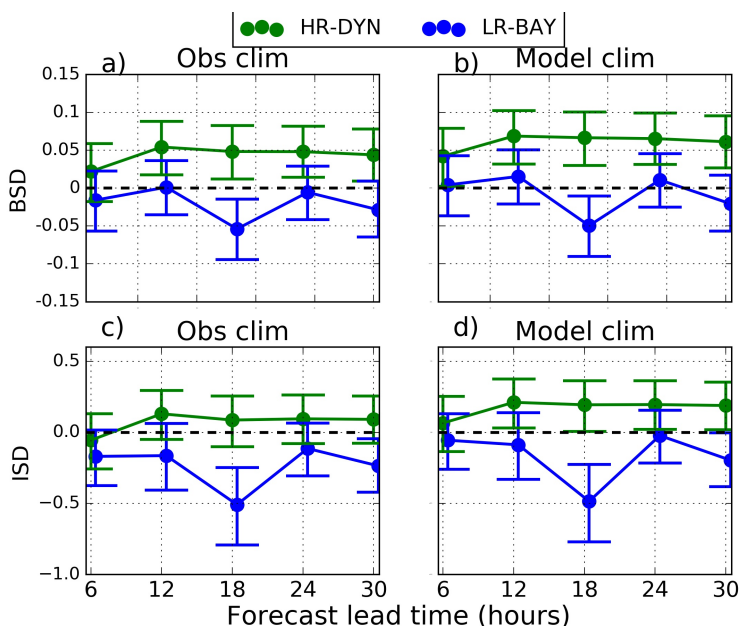 HR-DYN LR-BAY
a) Obs clim b) Model clim
0.15
0.1
0.05
0
-0.05
-0.1
-0.15
BSD
c) Obs clim d) Model clim
0.5
0.0
−0.5
−1.0
ISD
6 12 18 24 30 6 12 18 24 30
Forecast lead time (hours)